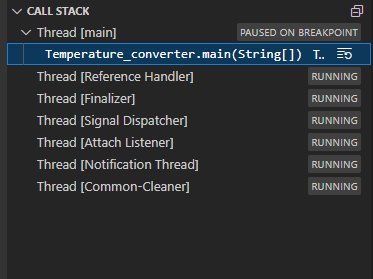 CALL STACK
Thread [main] PAUSED ON BREAKPOINT
Temperature_converter.main(String[]) T...
Thread [Reference Handler] RUNNING
Thread [Finalizer] RUNNING
Thread [Signal Dispatcher] RUNNING
Thread [Attach Listener] RUNNING
Thread [Notification Thread] RUNNING
Thread [Common-Cleaner] RUNNING